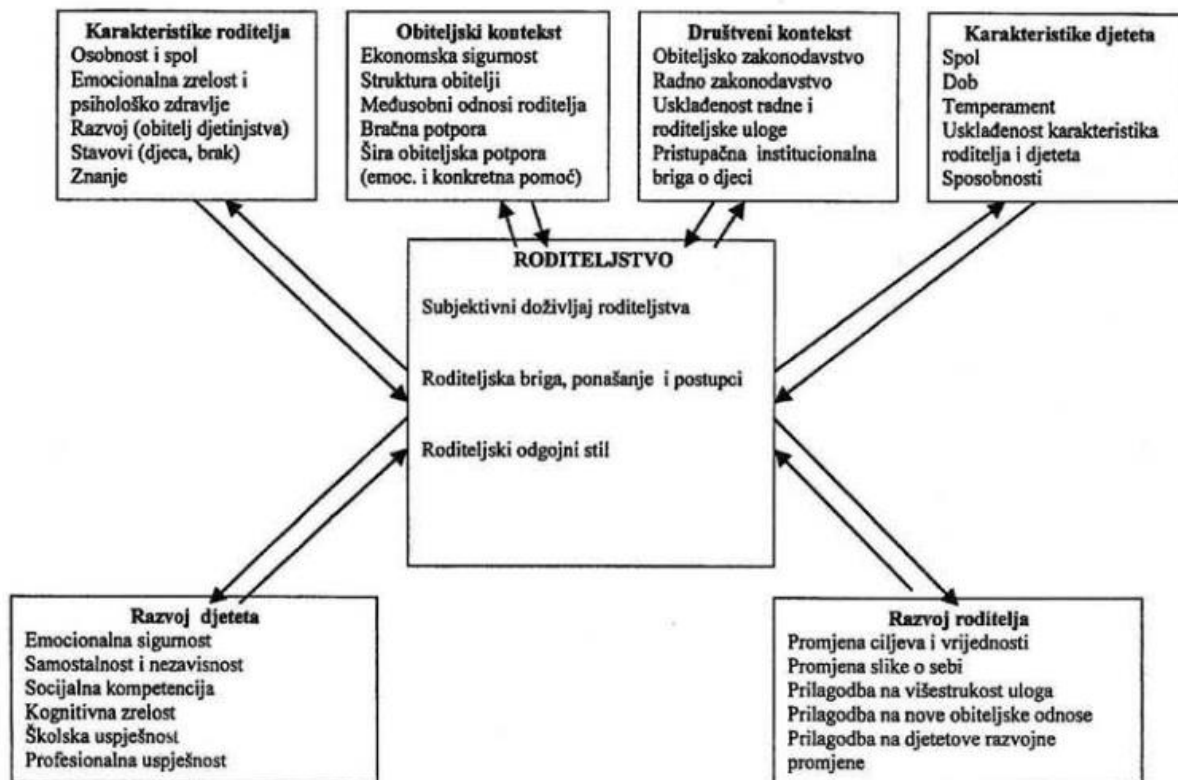 Karakteristike roditelja
Osobnost i spol
Emocionalna zrelost i
psihološko zdravlje
Razvoj (obitelj djetinjstva)
Stavovi (djeca, brak)
Znanje
Obiteljski kontekst
Ekonomska sigurnost
Struktura obitelji
Međusobni odnosi roditelja
Bračna potpora
Šira obiteljska potpora
(emoc. i konkretna pomoć)
Društveni kontekst
Obiteljsko zakonodavstvo
Radno zakonodavstvo
Usklađenost radne i
roditeljske uloge
Pristupačna institucionalna
briga o djeci
Karakteristike djeteta
Spol
Dob
Temperament
Usklađenost karakteristika
roditelja i djeteta
Sposobnosti
RODITELJSTVO
Subjektivni doživljaj roditeljstva
Roditeljska briga, ponašanje i postupci
Roditeljski odgojni stil
Razvoj djeteta
Emocionalna sigurnost
Samostalnost i nezavisnost
Socijalna kompetencija
Kognitivna zrelost
Školska uspješnost
Profesionalna uspješnost
Razvoj roditelja
Promjena ciljeva i vrijednosti
Promjena slike o sebi
Prilagodba na višestrukost uloga
Prilagodba na nove obiteljske odnose
Prilagodba na djetetove razvojne
promjene